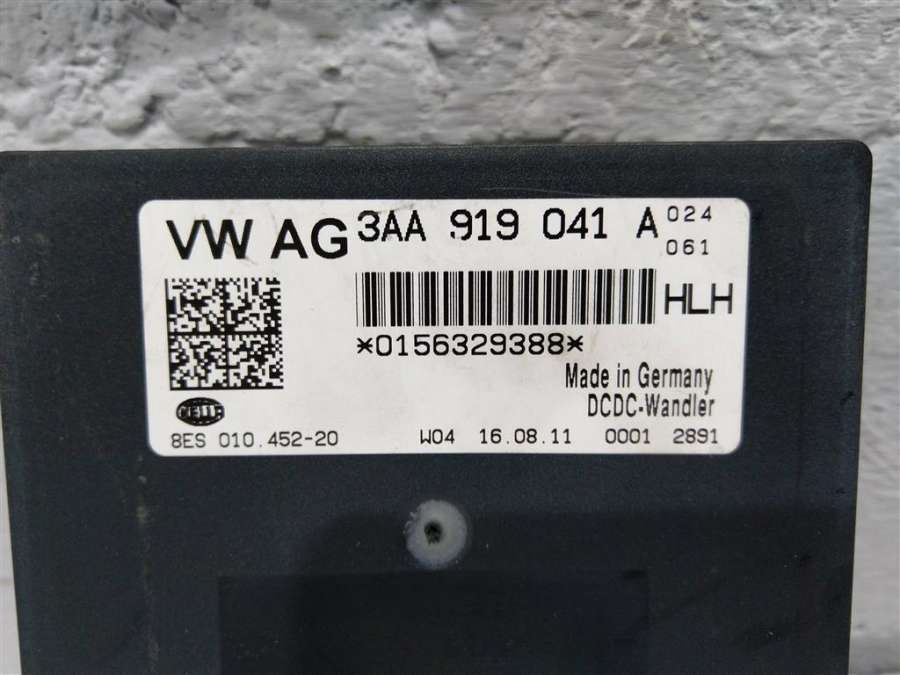 VW AG 3AA 919 041 A 024
061
HLH
*0156329388*
Made in Germany
DCDC-Wandler
HELLA
8ES 010.452-20 W04 16.08.11 0001 2891